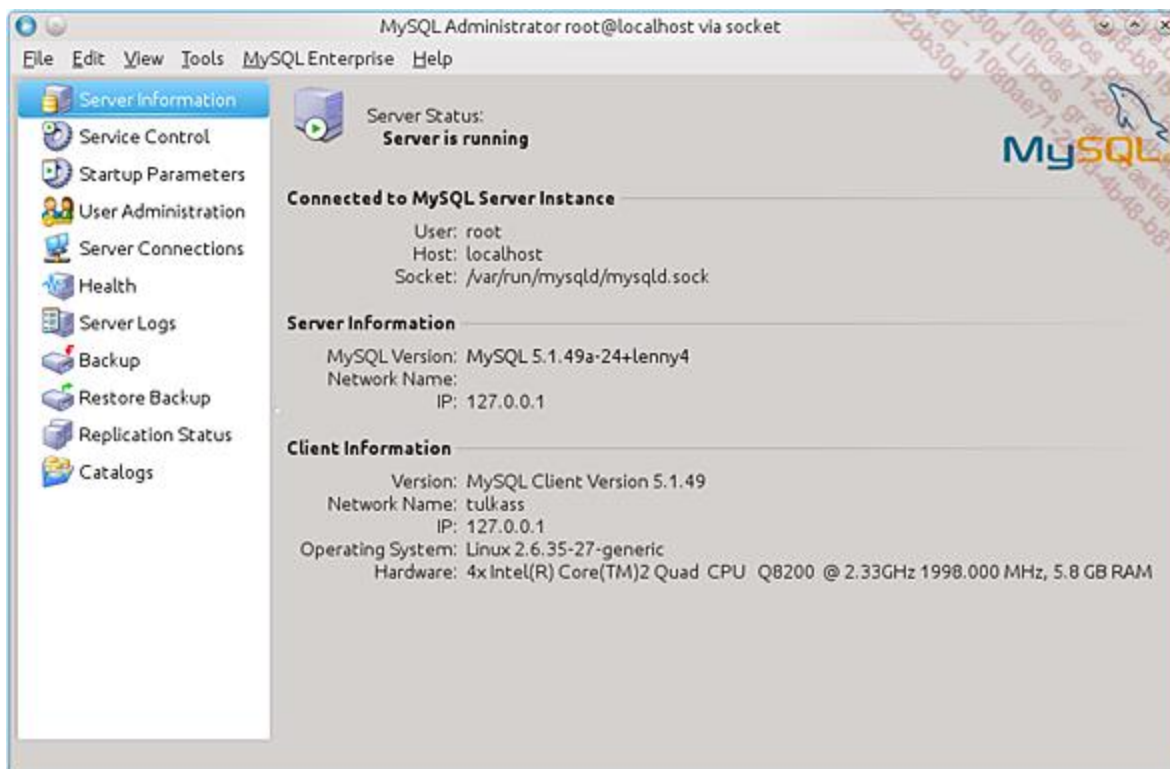 MySQL Administrator root@localhost via socket
File Edit View Tools MySQL Enterprise Help
Server Information
Service Control
Startup Parameters
User Administration
Server Connections
Health
Server Logs
Backup
Restore Backup
Replication Status
Catalogs
Server Status:
Server is running
MySQL
Connected to MySQL Server Instance
User: root
Host: localhost
Socket: /var/run/mysqld/mysqld.sock
Server Information
MySQL Version: MySQL 5.1.49a-24+lenny4
Network Name:
IP: 127.0.0.1
Client Information
Version: MySQL Client Version 5.1.49
Network Name: tulkass
IP: 127.0.0.1
Operating System: Linux 2.6.35-27-generic
Hardware: 4x Intel(R) Core(TM)2 Quad CPU Q8200 @ 2.33GHz 1998.000 MHz, 5.8 GB RAM